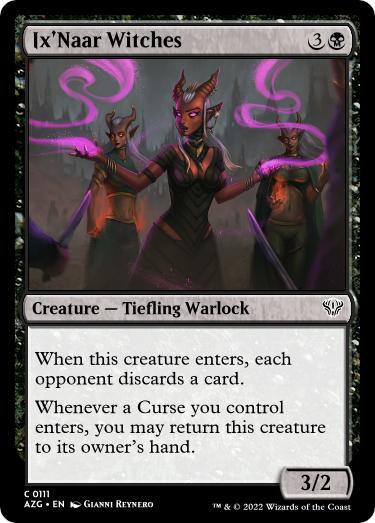 Ix'Naar Witches 3
Creature — Tiefling Warlock
When this creature enters, each
opponent discards a card.
Whenever a Curse you control
enters, you may return this creature
to its owner's hand.
3/2
C 0111
AZG • EN Gianni Reynero
™ & © 2022 Wizards of the Coast